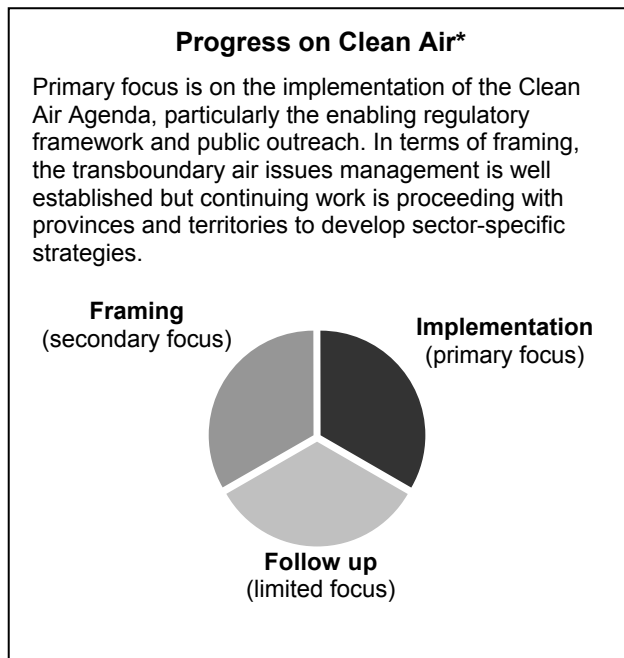 Progress on Clean Air*
Primary focus is on the implementation of the Clean
Air Agenda, particularly the enabling regulatory
framework and public outreach. In terms of framing,
the transboundary air issues management is well
established but continuing work is proceeding with
provinces and territories to develop sector-specific
strategies.
Framing
(secondary focus)
Implementation
(primary focus)
Follow up
(limited focus)